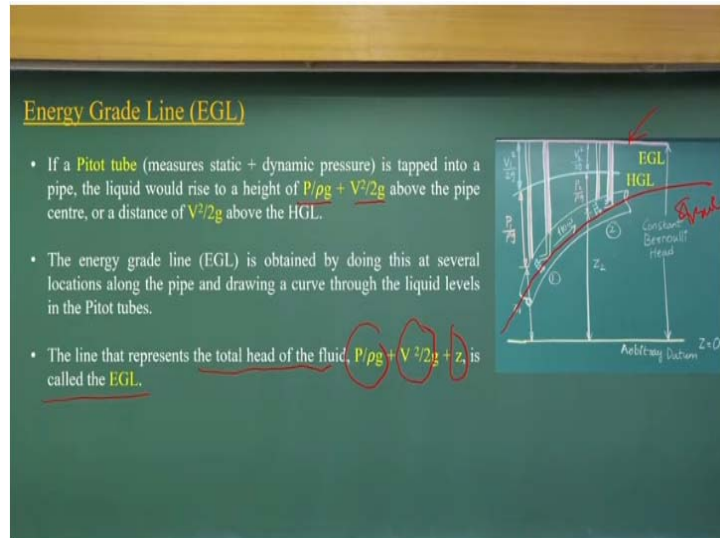 Energy Grade Line (EGL)
• If a Pitot tube (measures static + dynamic pressure) is tapped into a
pipe, the liquid would rise to a height of P/ρg + V²/2g above the pipe
centre, or a distance of V²/2g above the HGL.
• The energy grade line (EGL) is obtained by doing this at several
locations along the pipe and drawing a curve through the liquid levels
in the Pitot tubes.
• The line that represents the total head of the fluid, P/ρg + V²/2g + z, is
called the EGL.
EGL
HGL
Constant
Bernoulli
Head
Z₂
①
②
Arbitray Datum
Z=0